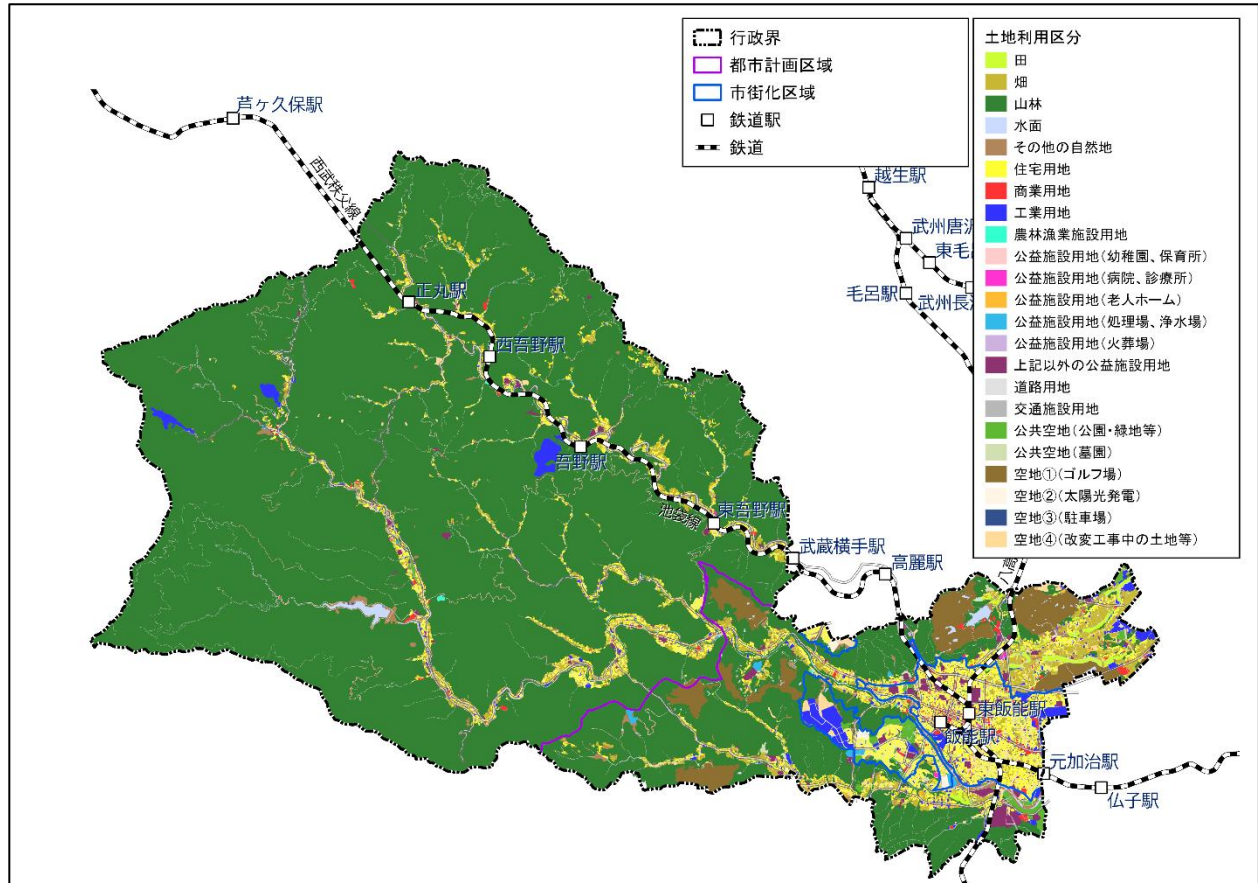 行政界
都市計画区域
市街化区域
鉄道駅
鉄道
土地利用区分
田
畑
山林
水面
その他の自然地
住宅用地
商業用地
工業用地
農林漁業施設用地
公益施設用地(幼稚園、保育所)
公益施設用地(病院、診療所)
公益施設用地(老人ホーム)
公益施設用地(処理場、浄水場)
公益施設用地(火葬場)
上記以外の公益施設用地
道路用地
交通施設用地
公共空地(公園・緑地等)
公共空地(墓園)
空地①(ゴルフ場)
空地②(太陽光発電)
空地③(駐車場)
空地④(改変工事中の土地等)
芦ヶ久保駅
西武秩父線
越生駅
武州唐沢
東毛呂
毛呂駅
武州長瀬
正丸駅
西吾野駅
吾野駅
池袋線
東吾野駅
武蔵横手駅
高麗駅
八高
東飯能駅
飯能駅
元加治駅
仏子駅